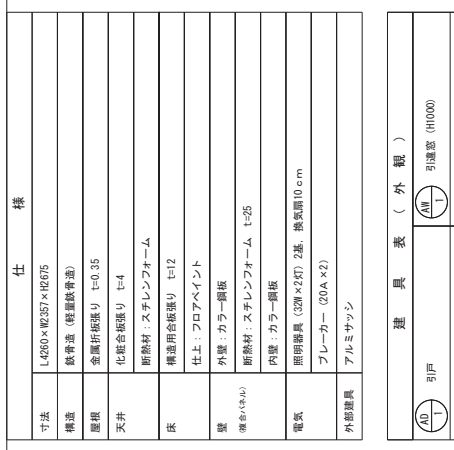 仕 様
寸法 L4260×W2357×H2675
構造 鉄骨造（軽量鉄骨造）
屋根 金属折板張り t=0.35
天井 化粧合板張り t=4
断熱材：スチレンフォーム
床 構造用合板張り t=12
仕上：フロアペイント
壁 外壁：カラー鋼板
(複合パネル) 断熱材：スチレンフォーム t=25
内壁：カラー鋼板
電気 照明器具（32W×2灯）2基，換気扇10cm
ブレーカー（20A×2）
外部建具 アルミサッシ
建 具 表 （ 外 観 ）
AD 1 引戸
AW 1 引違窓（H1000）